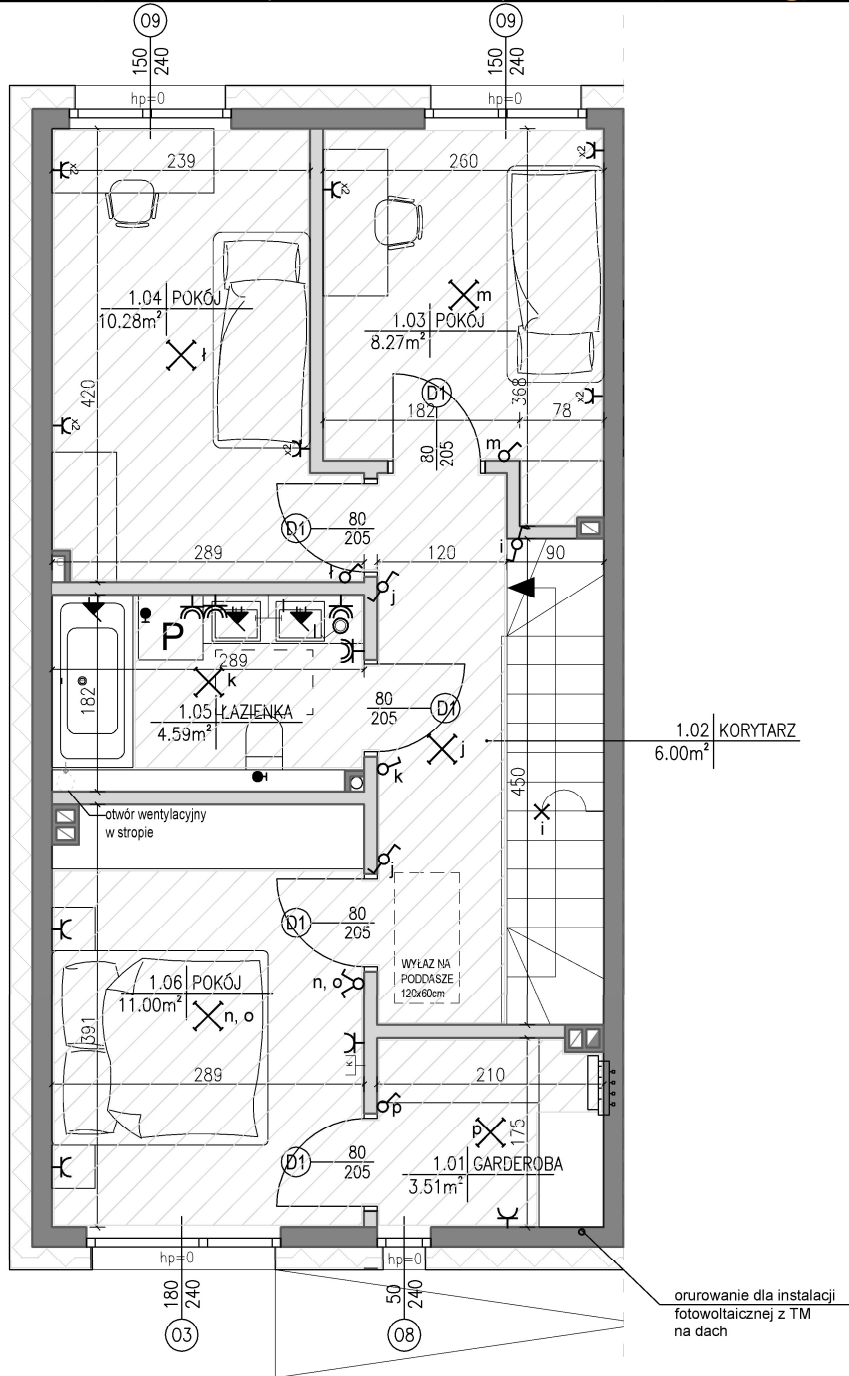 09
09
150
240
150
240
hp=0
hp=0
239
260
x2
x2
x2
1.04 POKÓJ
10.28m²
ł
m
1.03 POKÓJ
8.27m²
420
368
D1
182
78
x2
x2
x2
80
205
m
D1
80
205
i
289
120
90
ł
j
P
289
182
k
1.05 ŁAZIENKA
4.59m²
80
205
D1
j
1.02 KORYTARZ
6.00m²
k
450
i
otwór wentylacyjny
w stropie
j
D1
80
205
WYŁAZ NA
PODDASZE
120x60cm
1.06 POKÓJ
11.00m²
n, o
n, o
391
K
289
210
p
p
175
D1
80
205
1.01 GARDEROBA
3.51m²
hp=0
hp=0
180
240
50
240
03
08
orurowanie dla instalacji
fotowoltaicznej z TM
na dach